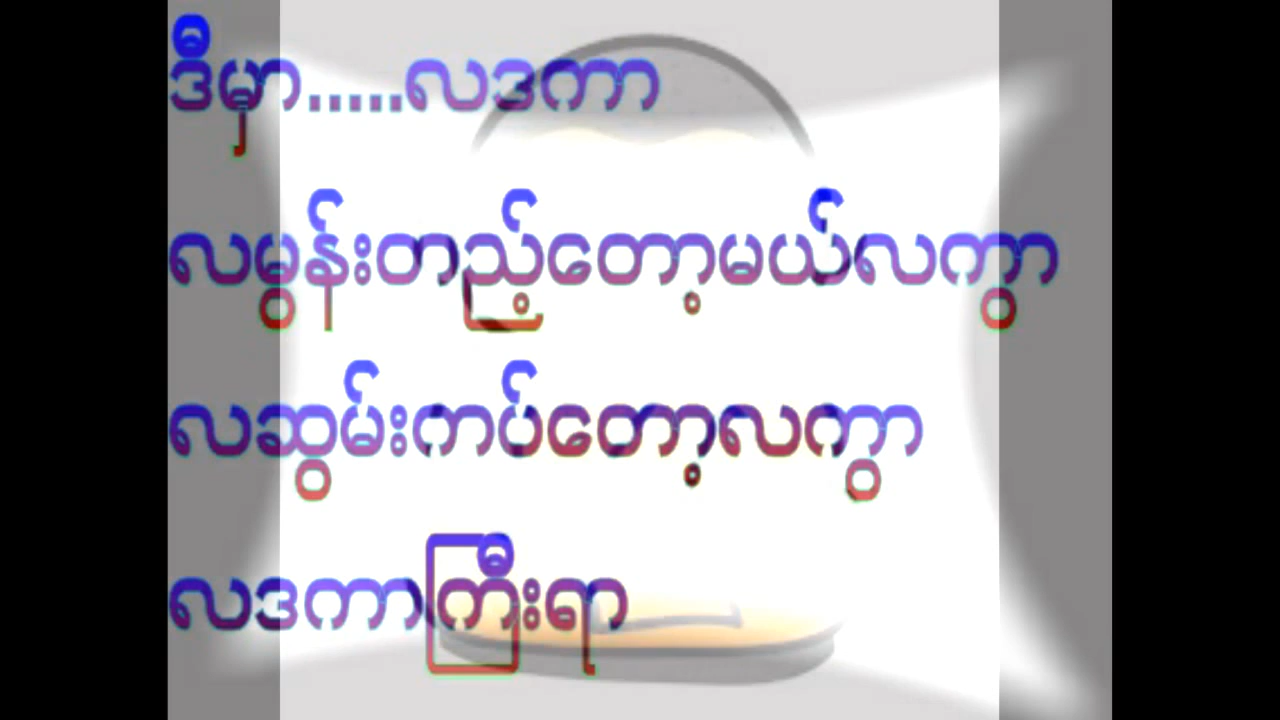 ဒီမှာ.....လဒကာ
လမွန်းတည့်တော့မယ်လကွာ
လဆွမ်းကပ်တော့လကွာ
လဒကာကြီးရာ